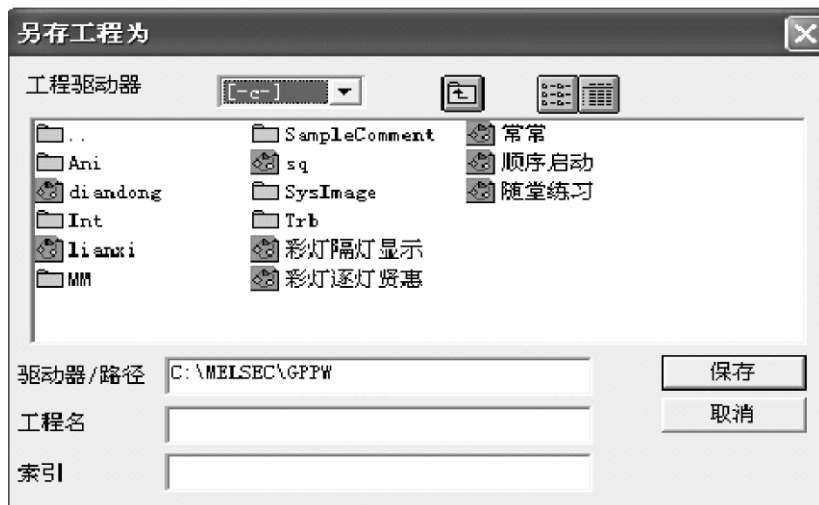 另存工程为
工程驱动器 [-c-]
..
Ani
diandong
Int
lianxi
MM
SampleComment
sq
SysImage
Trb
彩灯隔灯显示
彩灯逐灯贤惠
常常
顺序启动
随堂练习
驱动器/路径 C:\MELSEC\GPPW
保存
工程名
取消
索引